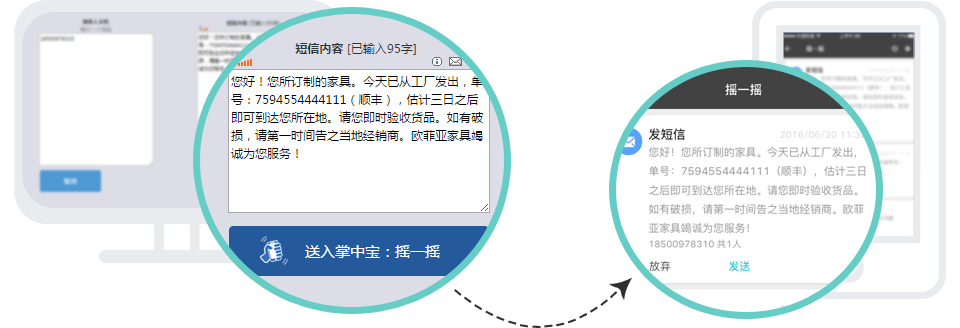 短信内容 [已输入95字]
您好！您所订制的家具。今天已从工厂发出，单
号：7594554444111（顺丰），估计三日之后
即可到达您所在地。请您即时验收货品。如有破
损，请第一时间告之当地经销商。欧菲亚家具竭
诚为您服务！
送入掌中宝：摇一摇
摇一摇
发短信
2016/06/20 11:3
您好！您所订制的家具。今天已从工厂发出，
单号：7594554444111（顺丰），估计三日
之后即可到达您所在地。请您即时验收货品。
如有破损，请第一时间告之当地经销商。欧菲
亚家具竭诚为您服务!
18500978310 共1人
放弃
发送